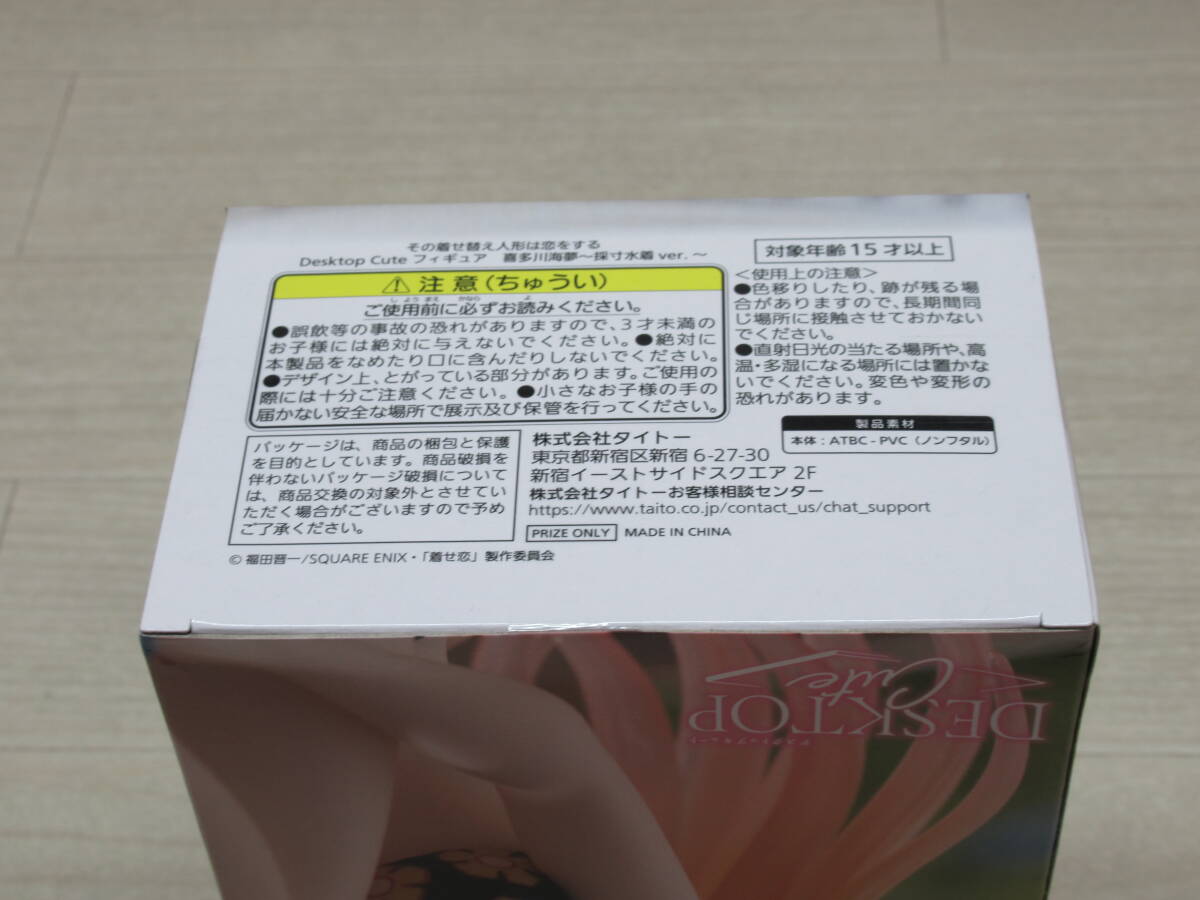 その着せ替え人形は恋をする
Desktop Cute フィギュア　喜多川海夢～採寸水着 ver. ～
対象年齢 15 才以上
⚠ 注 意 (ちゅうい)
ご使用前に必ずお読みください。
●誤飲等の事故の恐れがありますので、3 才未満の
お子様には絶対に与えないでください。●絶対に
本製品をなめたり口に含んだりしないでください。
●デザイン上、とがっている部分があります。ご使用の
際には十分ご注意ください。●小さなお子様の手の
届かない安全な場所で展示及び保管を行ってください。
＜使用上の注意＞
●色移りしたり、跡が残る場
合がありますので、長期間同
じ場所に接触させておかない
でください。
●直射日光の当たる場所や、高
温・多湿になる場所には置かな
いでください。変色や変形の
恐れがあります。
製品素材
本体 : ATBC - PVC（ノンフタル）
パッケージは、商品の梱包と保護
を目的としています。商品破損を
伴わないパッケージ破損について
は、商品交換の対象外とさせてい
ただく場合がございますので予め
ご了承ください。
株式会社タイトー
東京都新宿区新宿 6-27-30
新宿イーストサイドスクエア 2F
株式会社タイトーお客様相談センター
https://www.taito.co.jp/contact_us/chat_support
PRIZE ONLY MADE IN CHINA
© 福田晋一/SQUARE ENIX・「着せ恋」製作委員会
DESKTOP
Cute
デスクトップキュート